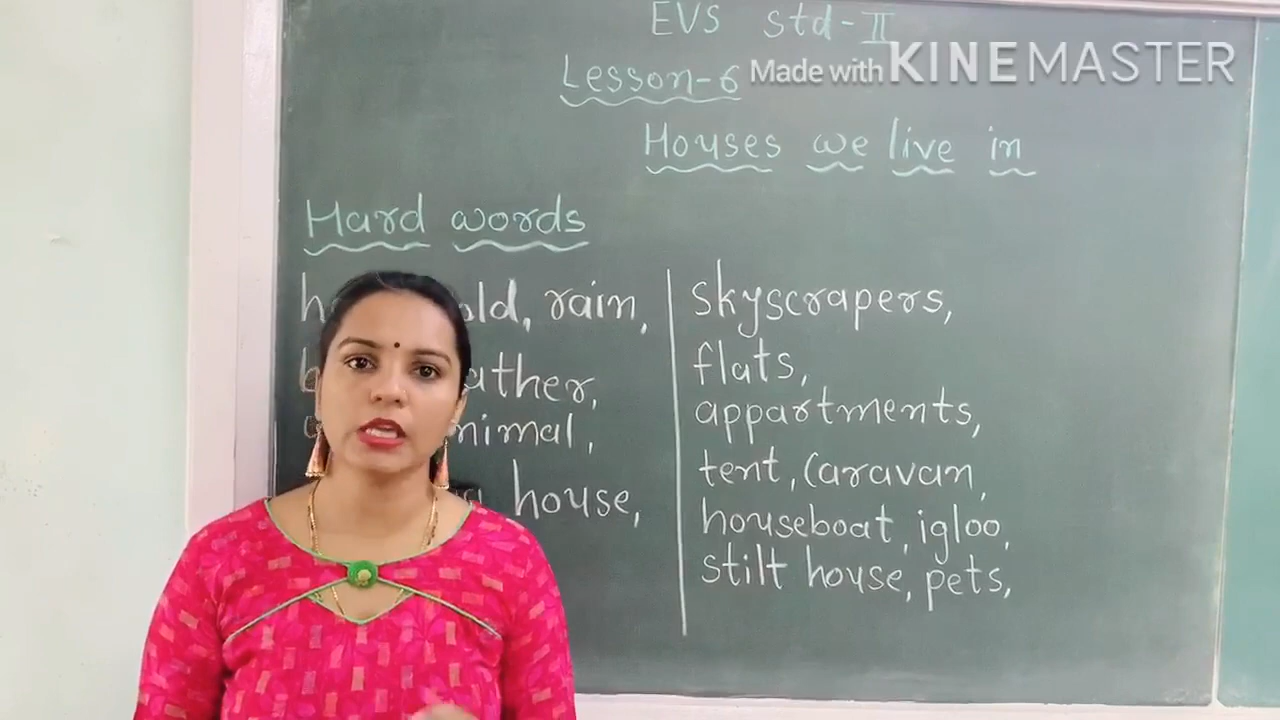 EVS Std-II
Lesson-6
Made with KINEMASTER
Houses we live in
Hard words
rain,
house,
skyscrapers,
flats,
appartments,
tent, Caravan,
houseboat, igloo,
stilt house, pets,